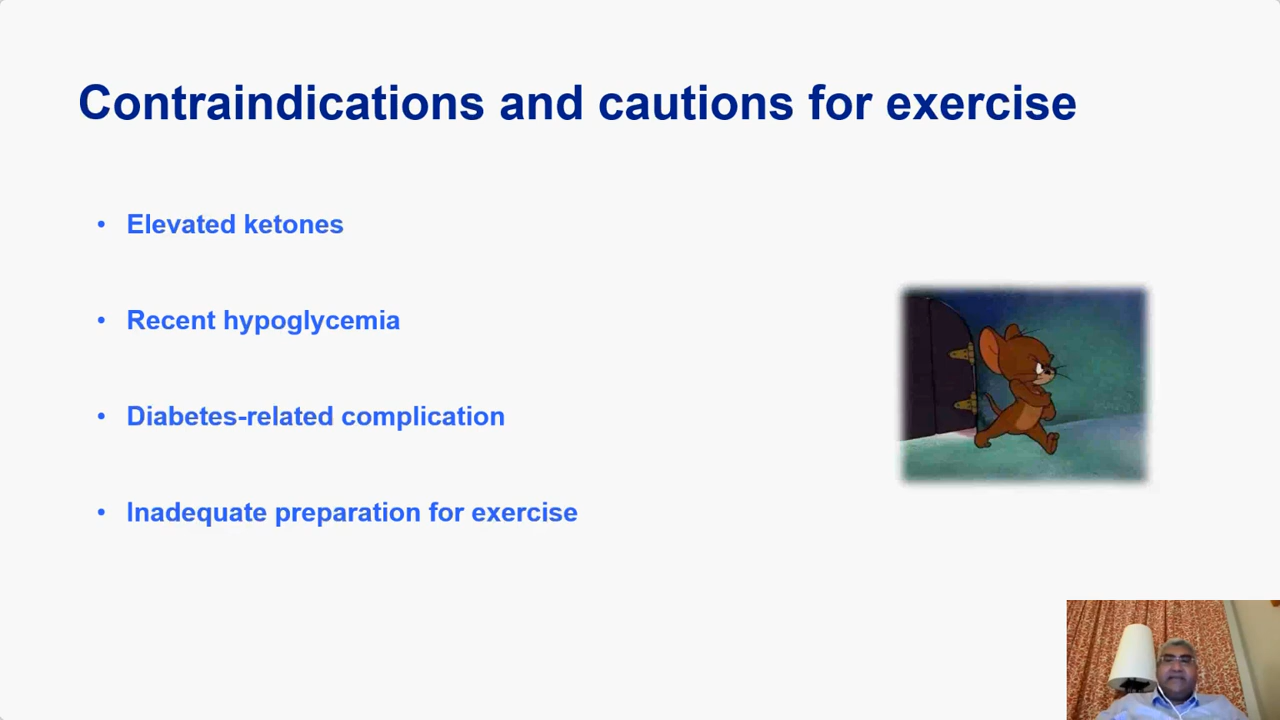 Contraindications and cautions for exercise
• Elevated ketones
• Recent hypoglycemia
• Diabetes-related complication
• Inadequate preparation for exercise